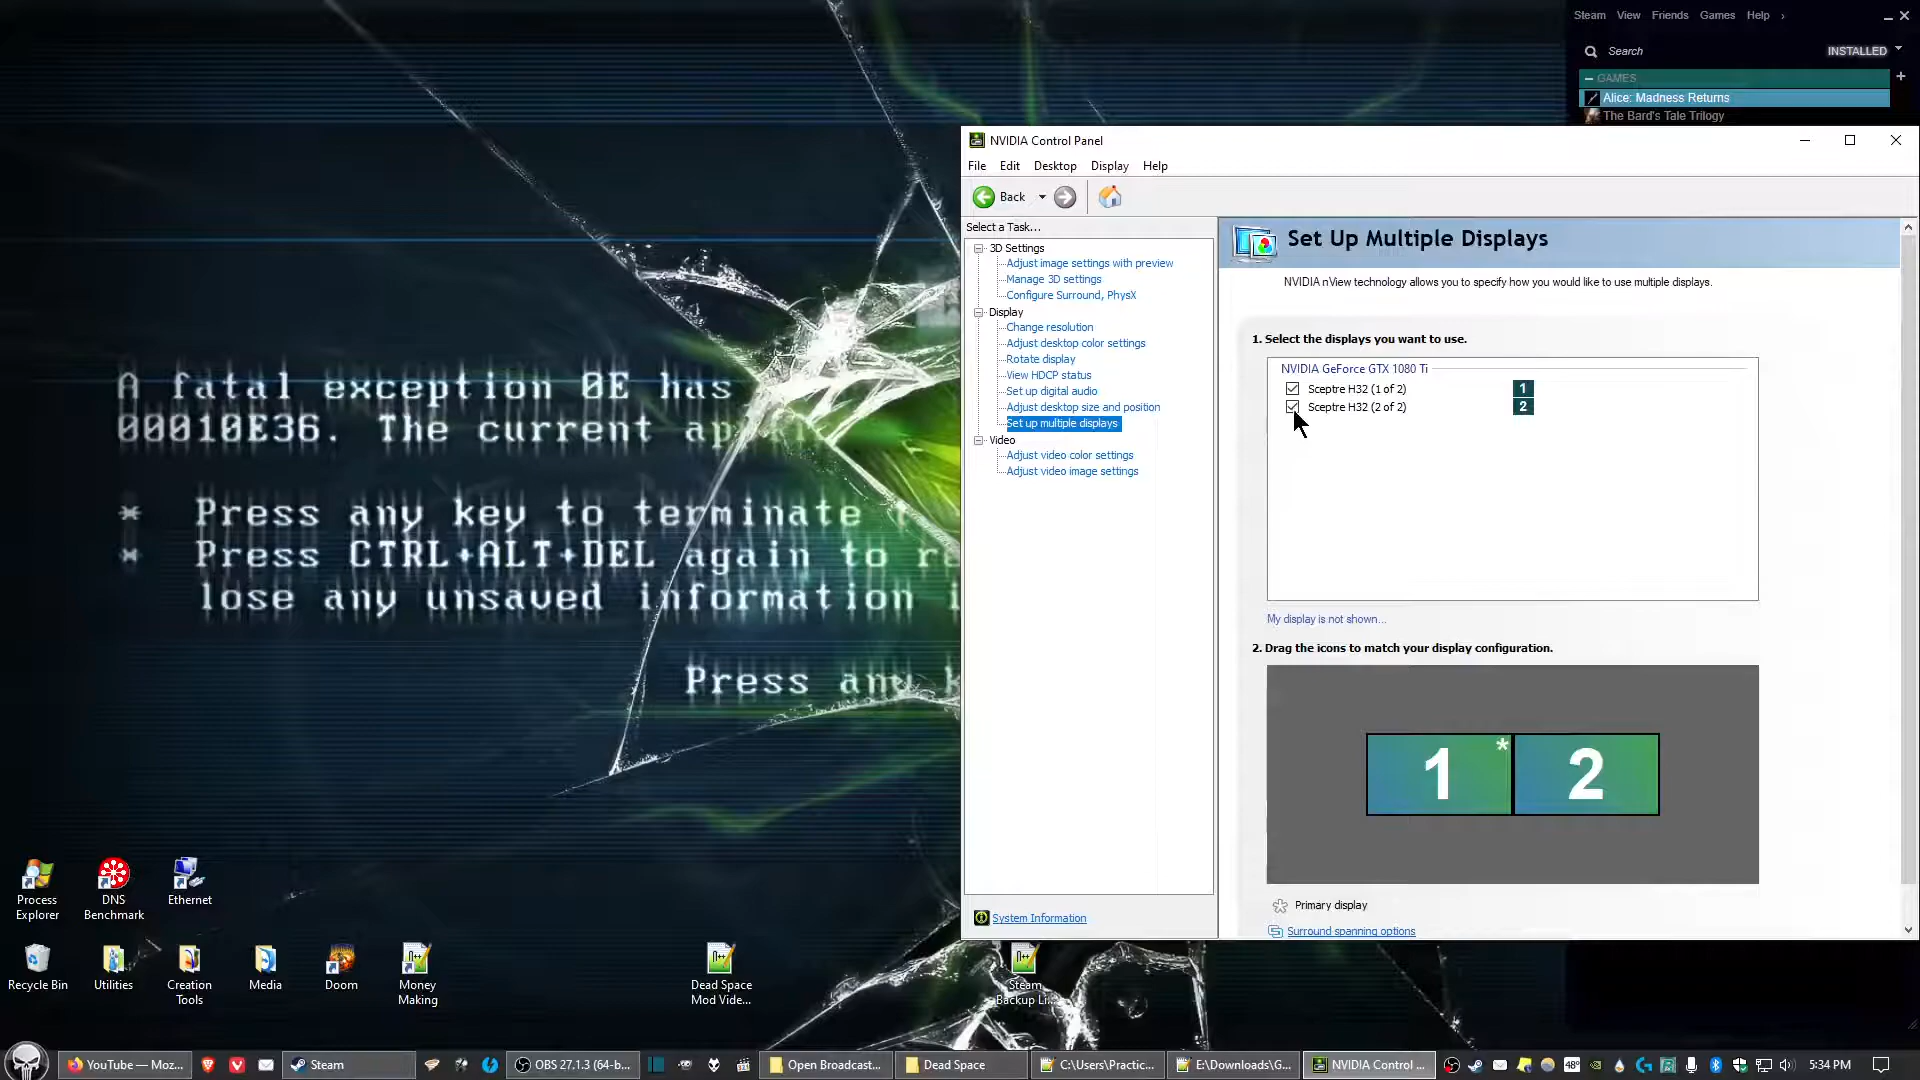 Steam View Friends Games Help
Search
INSTALLED
GAMES
Alice: Madness Returns
The Bard's Tale Trilogy
A fatal exception 0E has
00010E36. The current
* Press any key to terminate
* Press CTRL+ALT+DEL again to
lose any unsaved information
Press any
NVIDIA Control Panel
File Edit Desktop Display Help
Back
Select a Task...
3D Settings
Adjust image settings with preview
Manage 3D settings
Configure Surround, PhysX
Display
Change resolution
Adjust desktop color settings
Rotate display
View HDCP status
Set up digital audio
Adjust desktop size and position
Set up multiple displays
Video
Adjust video color settings
Adjust video image settings
System Information
Set Up Multiple Displays
NVIDIA nView technology allows you to specify how you would like to use multiple displays.
1. Select the displays you want to use.
NVIDIA GeForce GTX 1080 Ti
Sceptre H32 (1 of 2) 1
Sceptre H32 (2 of 2) 2
My display is not shown...
2. Drag the icons to match your display configuration.
1 * 2
Primary display
Surround spanning options
Process
Explorer
DNS
Benchmark
Ethernet
Recycle Bin
Utilities
Creation
Tools
Media
Doom
Money
Making
Dead Space
Mod Vide...
Steam
Backup Li...
YouTube — Moz...
Steam
OBS 27.1.3 (64-b...
Open Broadcast...
Dead Space
C:\Users\Practic...
E:\Downloads\G...
NVIDIA Control ...
48°
5:34 PM